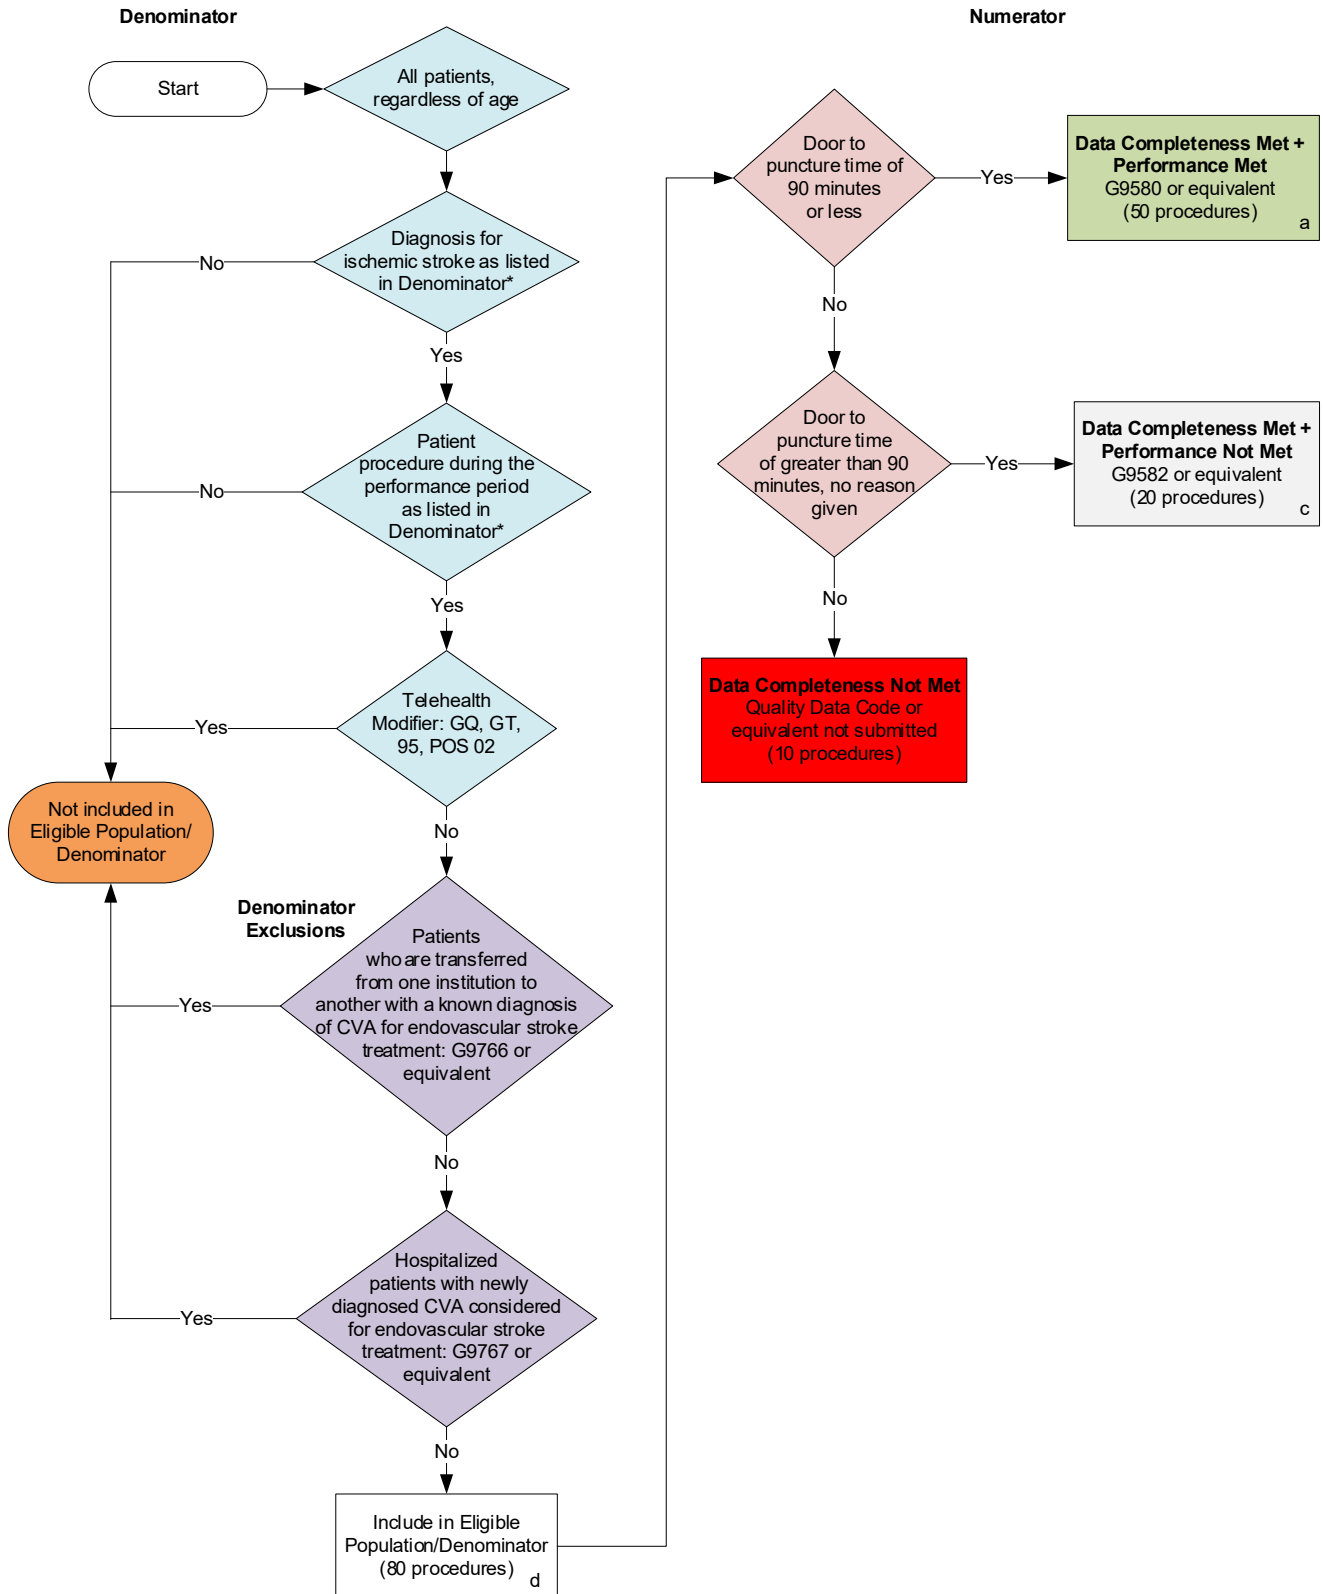 Denominator
Numerator
Start
All patients,
regardless of age
Diagnosis for
ischemic stroke as listed
in Denominator*
No
Yes
Patient
procedure during the
performance period
as listed in
Denominator*
No
Yes
Telehealth
Modifier: GQ, GT,
95, POS 02
Yes
No
Not included in
Eligible Population/
Denominator
Denominator
Exclusions
Patients
who are transferred
from one institution to
another with a known diagnosis
of CVA for endovascular stroke
treatment: G9766 or
equivalent
Yes
No
Hospitalized
patients with newly
diagnosed CVA considered
for endovascular stroke
treatment: G9767 or
equivalent
Yes
No
Include in Eligible
Population/Denominator
(80 procedures)
d
Door to
puncture time of
90 minutes
or less
Yes
Data Completeness Met +
Performance Met
G9580 or equivalent
(50 procedures)
a
No
Door to
puncture time
of greater than 90
minutes, no reason
given
Yes
Data Completeness Met +
Performance Not Met
G9582 or equivalent
(20 procedures)
c
No
Data Completeness Not Met
Quality Data Code or
equivalent not submitted
(10 procedures)